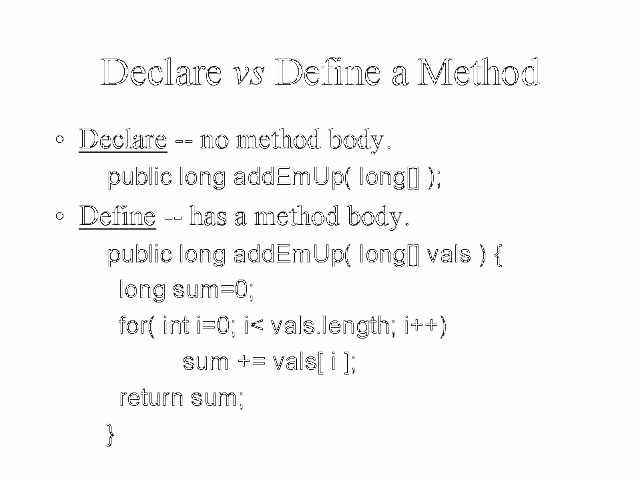 Declare vs Define a Method
• Declare -- no method body.
public long addEmUp( long[] );
• Define -- has a method body.
public long addEmUp( long[] vals ) {
long sum=0;
for( int i=0; i< vals.length; i++)
sum += vals[ i ];
return sum;
}